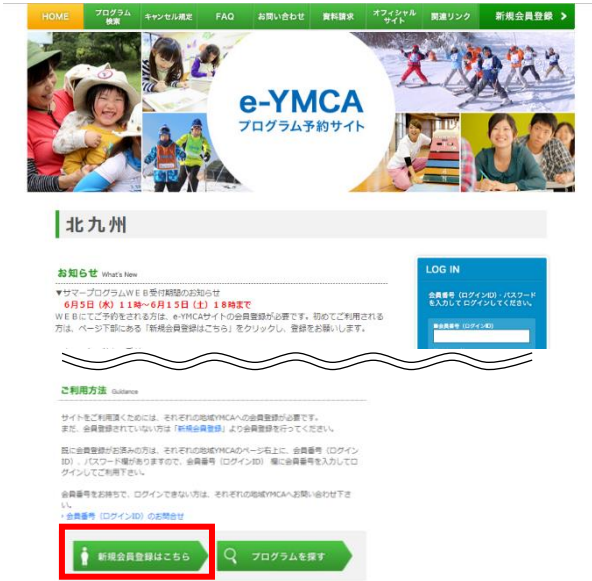 HOME
プログラム
検索
キャンセル規定
FAQ
お問い合わせ
資料請求
オフィシャル
サイト
関連リンク
新規会員登録
e-YMCA
プログラム予約サイト
北九州
お知らせ What's New
▼サマープログラムWEB受付期間のお知らせ
6月5日(水)11時~6月15日(土)18時まで
WEBにてご予約をされる方は、e-YMCAサイトの会員登録が必要です。初めてご利用される
方は、ページ下部にある「新規会員登録はこちら」をクリックし、登録をお願いします。
LOG IN
会員番号(ログインID)・パスワード
を入力して ログインしてください。
■会員番号(ログインID)
ご利用方法 Guidance
サイトをご利用頂くためには、それぞれの地域YMCAへの会員登録が必要です。
まだ、会員登録されていない方は「新規会員登録」より会員登録を行ってください。
既に会員登録がお済みの方は、それぞれの地域YMCAのページ右上に、会員番号(ログイン
ID)、パスワード欄がありますので、会員番号(ログインID) 欄に会員番号を入力してロ
グインしてご利用下さい。
会員番号をお持ちで、ログインできない方は、それぞれの地域YMCAへお問い合わせ下さ
い。
・会員番号(ログインID)のお問合せ
新規会員登録はこちら
プログラムを探す